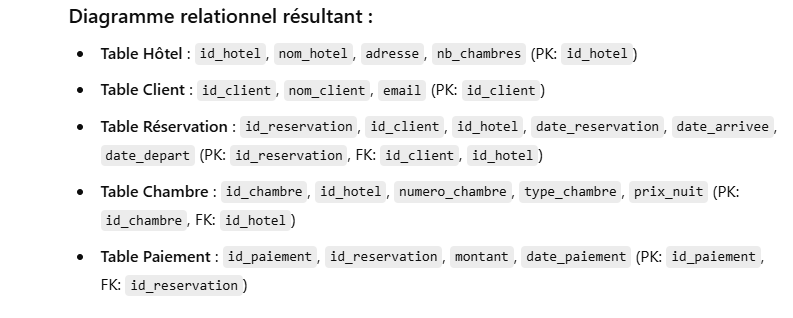 Diagramme relationnel résultant :
• Table Hôtel : id_hotel, nom_hotel, adresse, nb_chambres (PK: id_hotel)
• Table Client : id_client, nom_client, email (PK: id_client)
• Table Réservation : id_reservation, id_client, id_hotel, date_reservation, date_arrivee,
date_depart (PK: id_reservation, FK: id_client, id_hotel)
• Table Chambre : id_chambre, id_hotel, numero_chambre, type_chambre, prix_nuit (PK:
id_chambre, FK: id_hotel)
• Table Paiement : id_paiement, id_reservation, montant, date_paiement (PK: id_paiement,
FK: id_reservation)